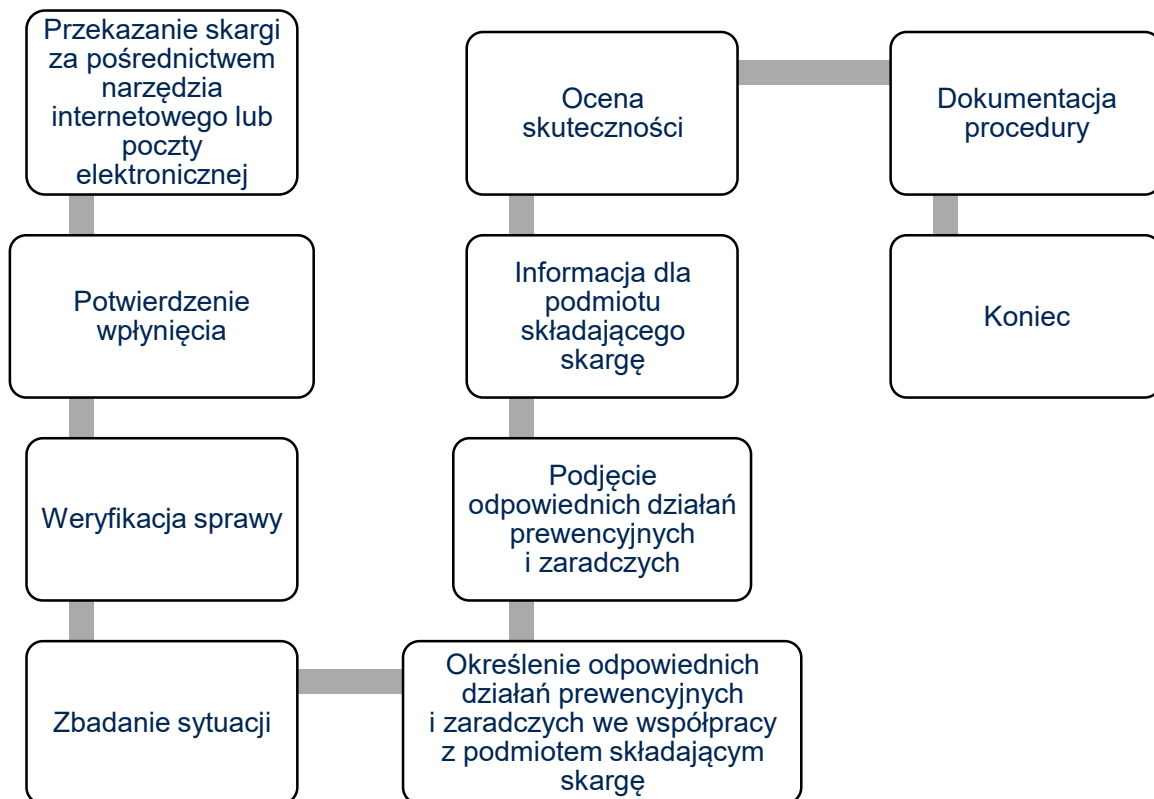 Przekazanie skargi
za pośrednictwem
narzędzia
internetowego lub
poczty
elektronicznej
Potwierdzenie
wpłynięcia
Weryfikacja sprawy
Zbadanie sytuacji
Określenie odpowiednich
działań prewencyjnych
i zaradczych we współpracy
z podmiotem składającym
skargę
Podjęcie
odpowiednich działań
prewencyjnych
i zaradczych
Informacja dla
podmiotu
składającego
skargę
Ocena
skuteczności
Dokumentacja
procedury
Koniec